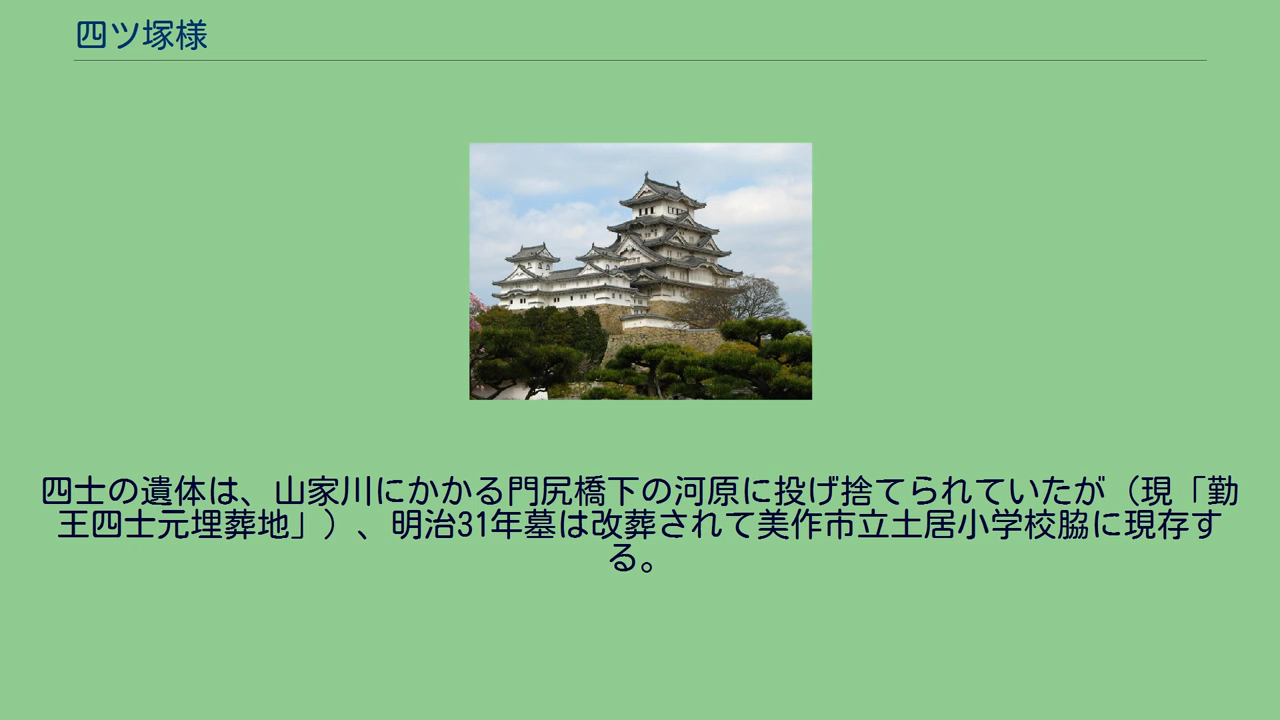 四ツ塚様
四士の遺体は、山家川にかかる門尻橋下の河原に投げ捨てられていたが（現「勤
王四士元埋葬地」）、明治31年墓は改葬されて美作市立土居小学校脇に現存す
る。